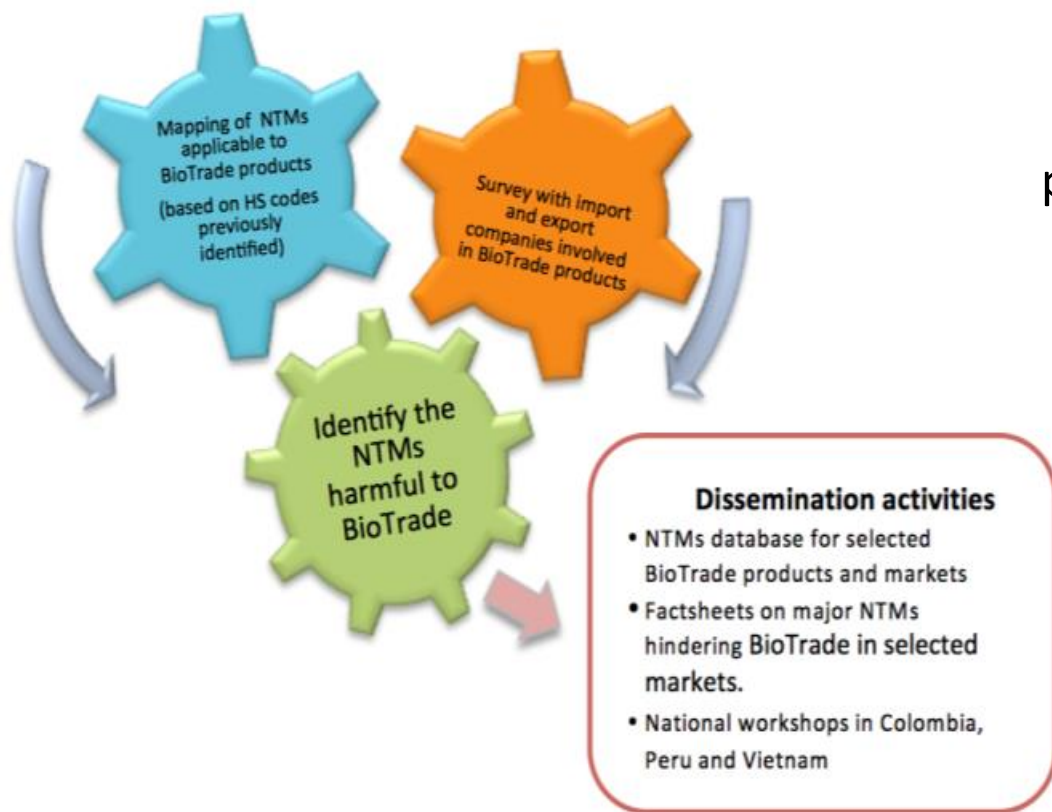 Mapping of NTMs
applicable to
BioTrade products
(based on HS codes
previously
identified)
Survey with import
and export
companies involved
in BioTrade products
p
Identify the
NTMs
harmful to
BioTrade
Dissemination activities
• NTMs database for selected
BioTrade products and markets
• Factsheets on major NTMs
hindering BioTrade in selected
markets.
• National workshops in Colombia,
Peru and Vietnam